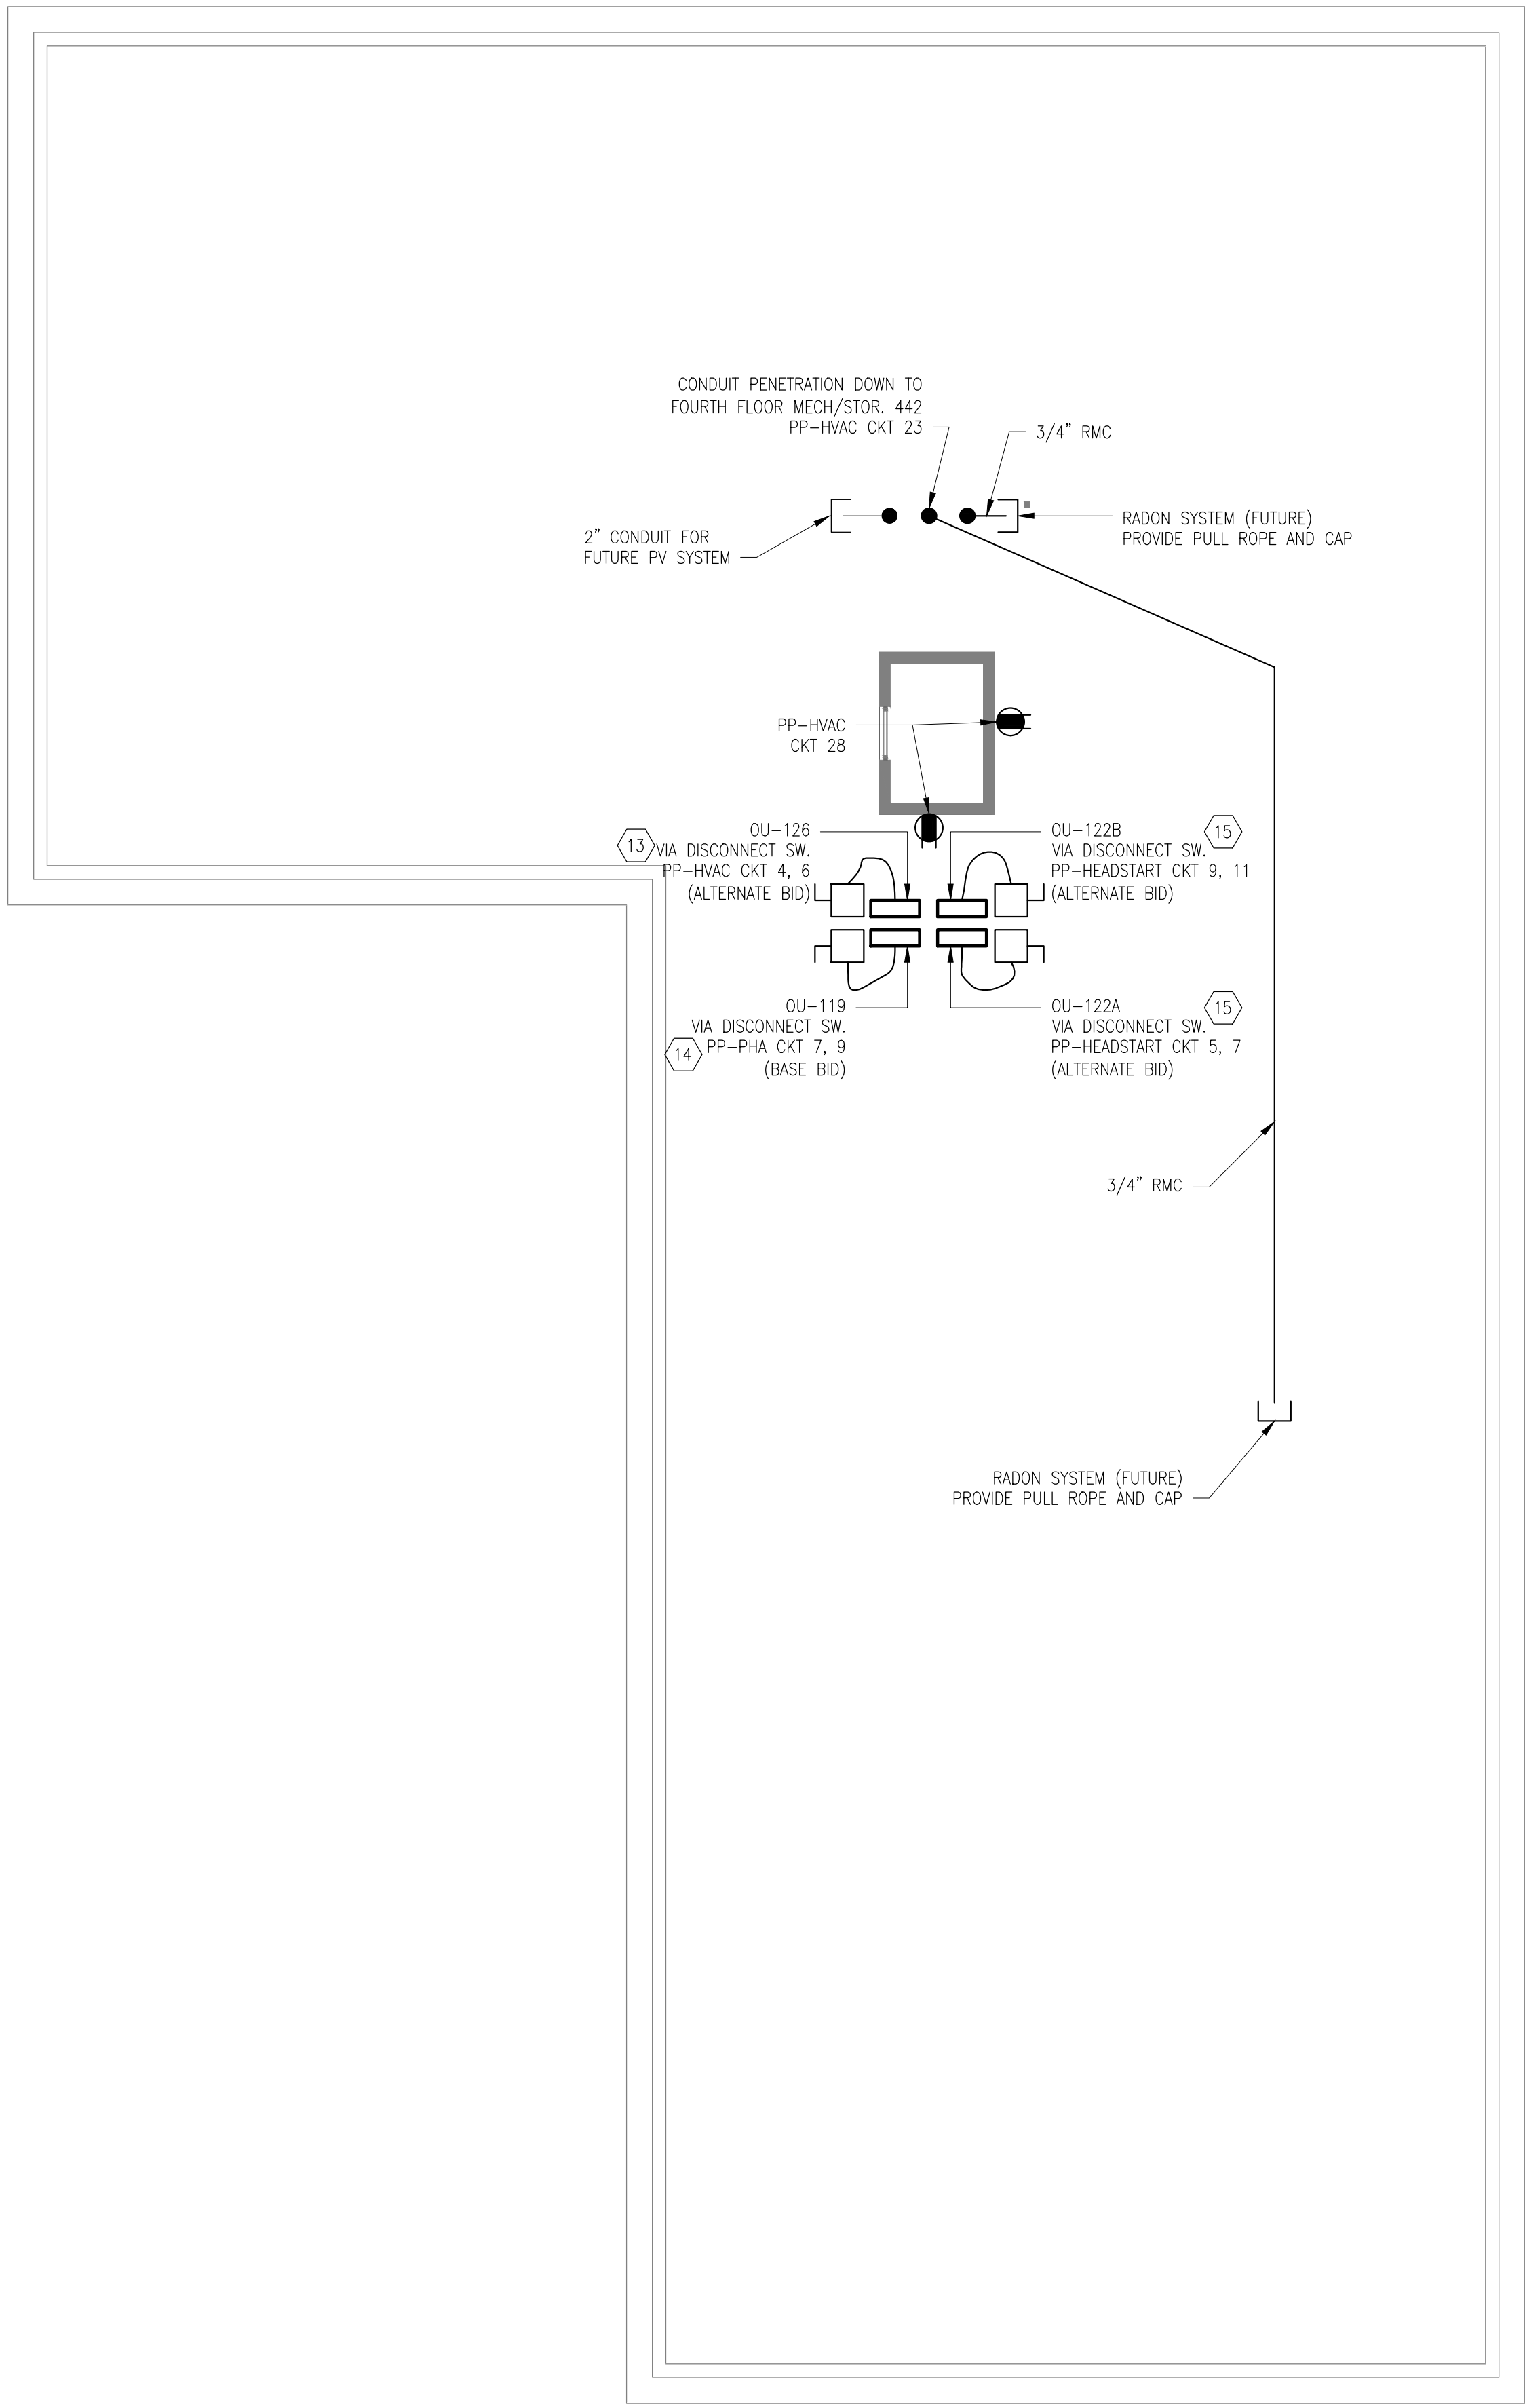 CONDUIT PENETRATION DOWN TO
FOURTH FLOOR MECH/STOR. 442
PP-HVAC CKT 23
3/4" RMC
2" CONDUIT FOR
FUTURE PV SYSTEM
RADON SYSTEM (FUTURE)
PROVIDE PULL ROPE AND CAP
PP-HVAC
CKT 28
13
OU-126
VIA DISCONNECT SW.
PP-HVAC CKT 4, 6
(ALTERNATE BID)
OU-122B
VIA DISCONNECT SW.
PP-HEADSTART CKT 9, 11
(ALTERNATE BID)
15
OU-119
VIA DISCONNECT SW.
PP-PHA CKT 7, 9
(BASE BID)
14
OU-122A
VIA DISCONNECT SW.
PP-HEADSTART CKT 5, 7
(ALTERNATE BID)
15
3/4" RMC
RADON SYSTEM (FUTURE)
PROVIDE PULL ROPE AND CAP